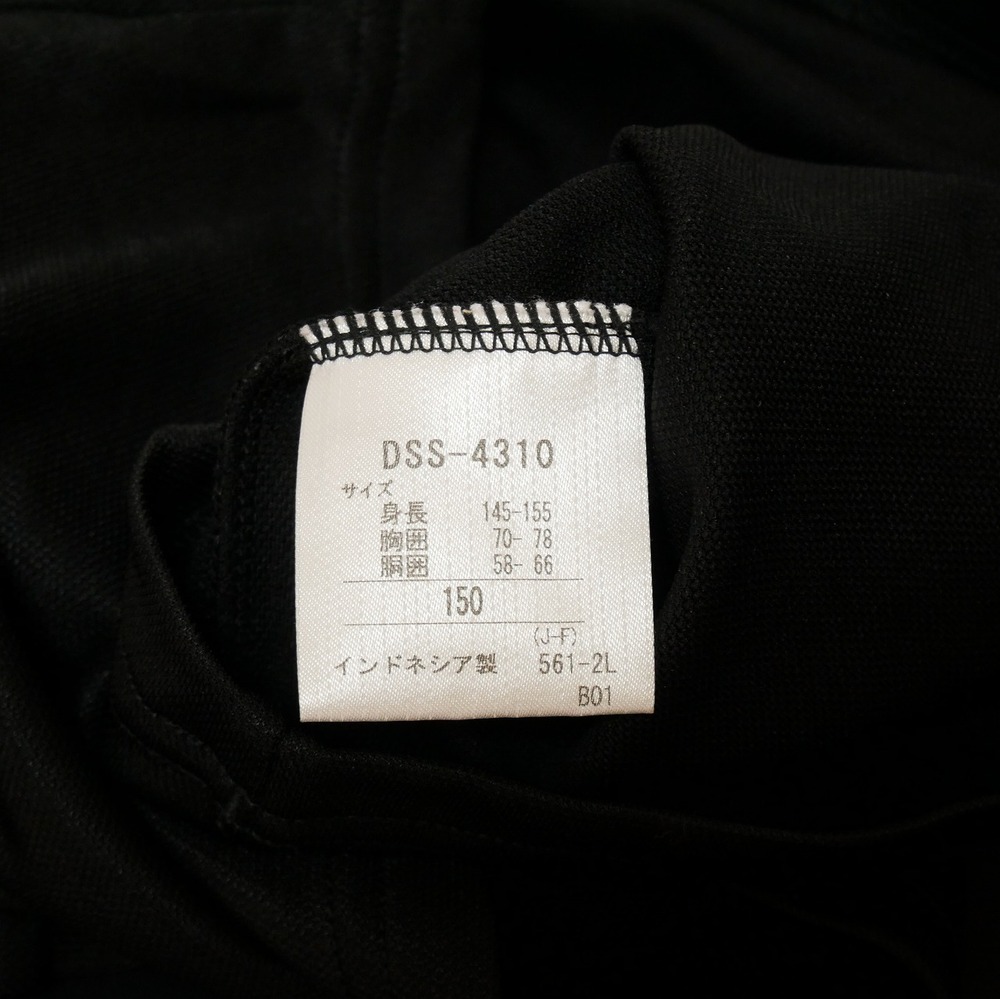 DSS-4310
サイズ
身長 145-155
胸囲 70- 78
胴囲 58- 66
150
(J-F)
インドネシア製 561-2L
B01